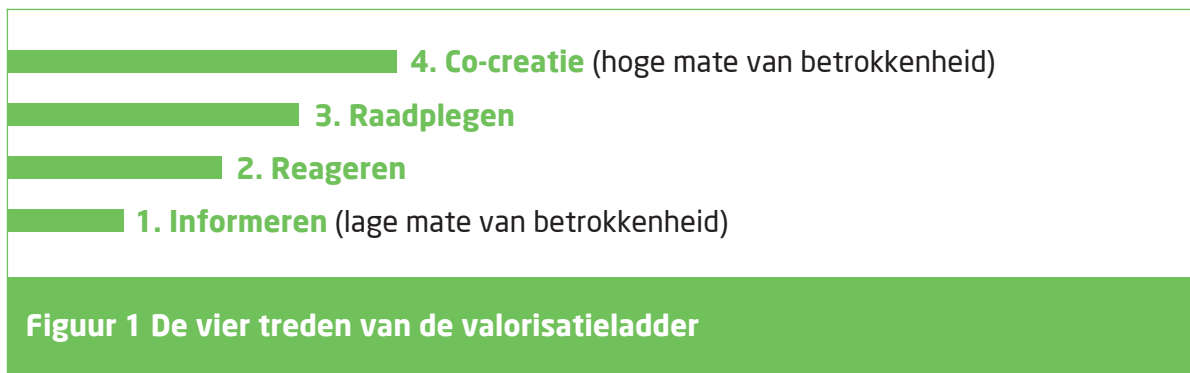 4. Co-creatie (hoge mate van betrokkenheid)
3. Raadplegen
2. Reageren
1. Informeren (lage mate van betrokkenheid)
Figuur 1 De vier treden van de valorisatieladder